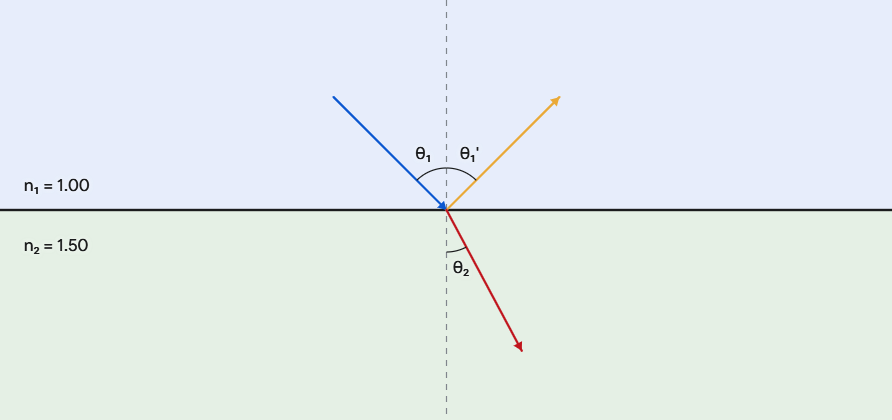 θ₁ θ₁'
n₁ = 1.00
n₂ = 1.50
θ₂